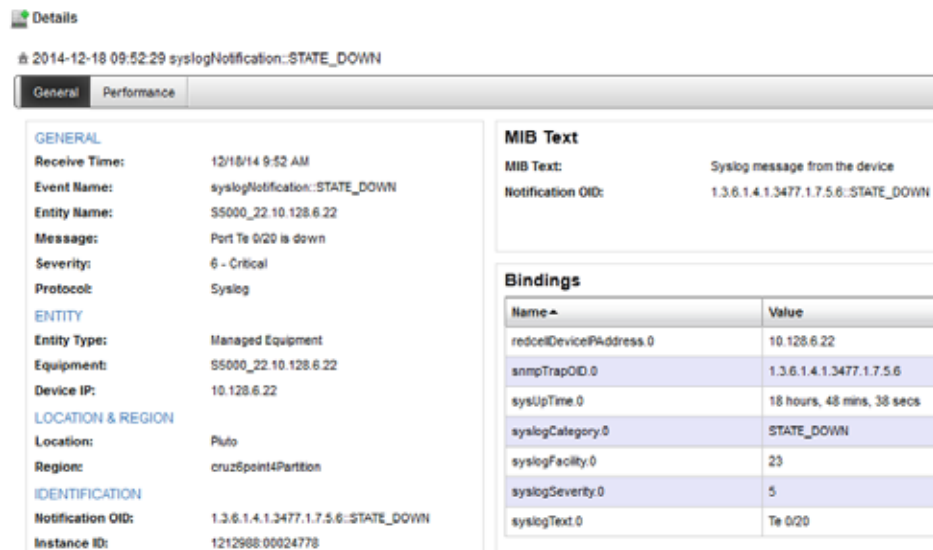 Details
2014-12-18 09:52:29 syslogNotification::STATE_DOWN
General Performance
GENERAL
Receive Time: 12/18/14 9:52 AM
Event Name: syslogNotification::STATE_DOWN
Entity Name: S5000_22.10.128.6.22
Message: Port Te 0/20 is down
Severity: 6 - Critical
Protocol: Syslog
ENTITY
Entity Type: Managed Equipment
Equipment: S5000_22.10.128.6.22
Device IP: 10.128.6.22
LOCATION & REGION
Location: Pluto
Region: cruz6point4Partition
IDENTIFICATION
Notification OID: 1.3.6.1.4.1.3477.1.7.5.6::STATE_DOWN
Instance ID: 1212988:00024778
MIB Text
MIB Text: Syslog message from the device
Notification OID: 1.3.6.1.4.1.3477.1.7.5.6::STATE_DOWN
Bindings
Name Value
redcellDeviceIPAddress.0 10.128.6.22
snmpTrapOID.0 1.3.6.1.4.1.3477.1.7.5.6
sysUpTime.0 18 hours, 48 mins, 38 secs
syslogCategory.0 STATE_DOWN
syslogFacility.0 23
syslogSeverity.0 5
syslogText.0 Te 0/20